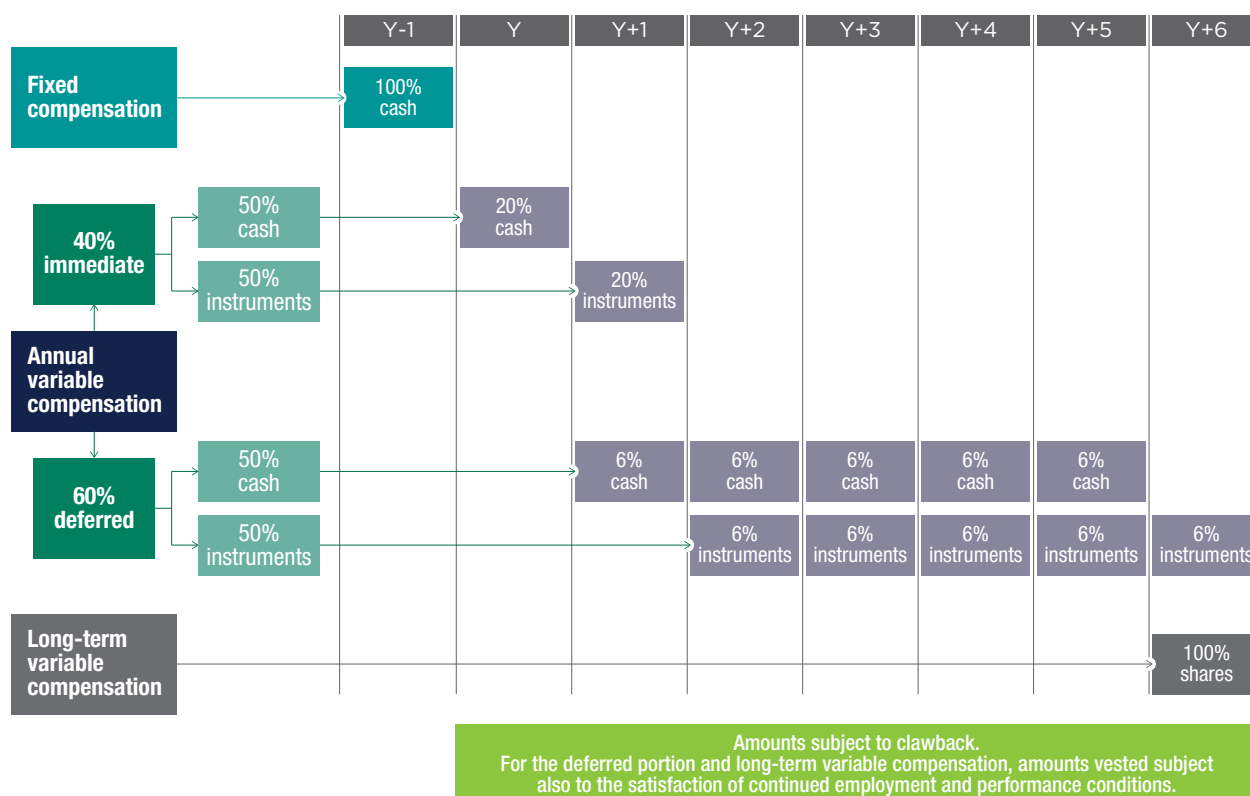 Y-1 Y Y+1 Y+2 Y+3 Y+4 Y+5 Y+6
Fixed
compensation
100%
cash
40%
immediate
50%
cash
20%
cash
50%
instruments
20%
instruments
Annual
variable
compensation
60%
deferred
50%
cash
6%
cash
6%
cash
6%
cash
6%
cash
6%
cash
50%
instruments
6%
instruments
6%
instruments
6%
instruments
6%
instruments
6%
instruments
Long-term
variable
compensation
100%
shares
Amounts subject to clawback.
For the deferred portion and long-term variable compensation, amounts vested subject
also to the satisfaction of continued employment and performance conditions.